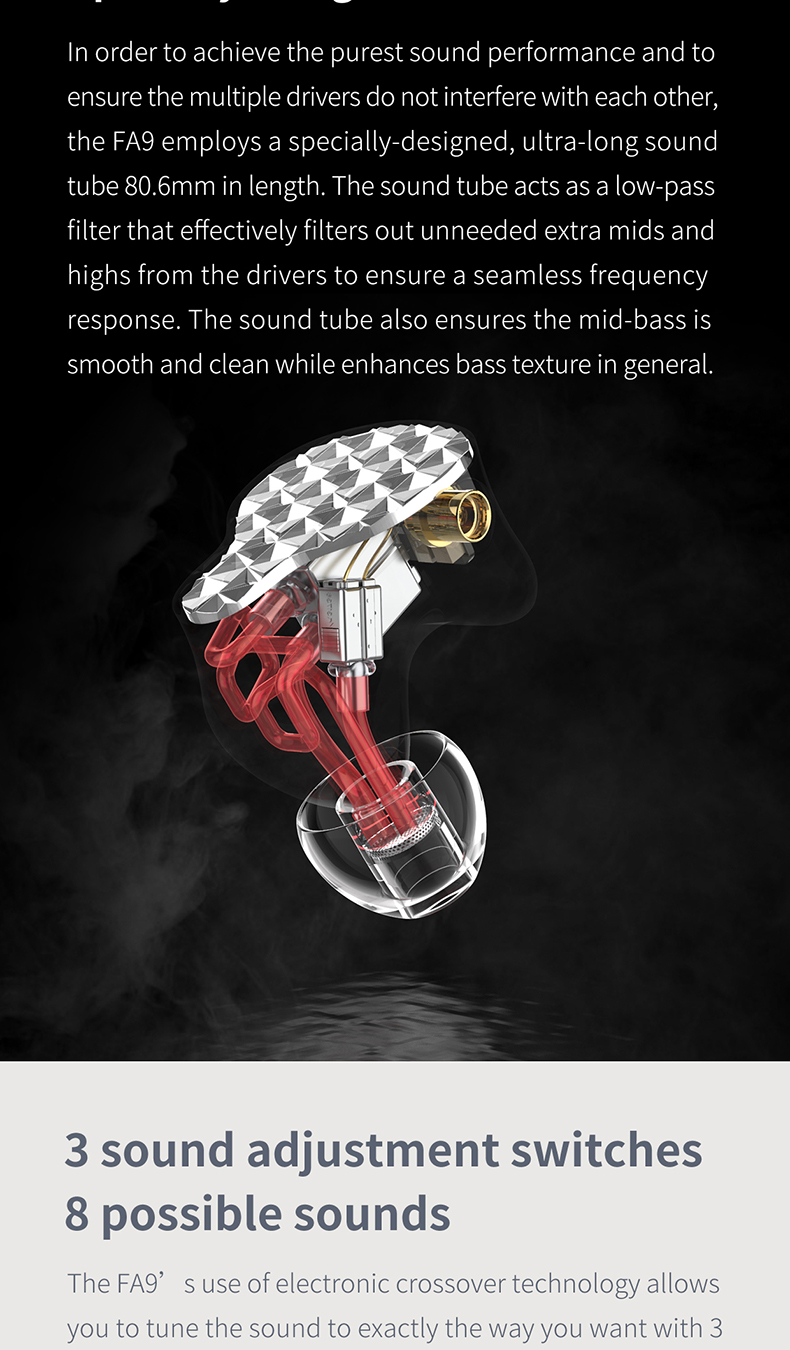 In order to achieve the purest sound performance and to
ensure the multiple drivers do not interfere with each other,
the FA9 employs a specially-designed, ultra-long sound
tube 80.6mm in length. The sound tube acts as a low-pass
filter that effectively filters out unneeded extra mids and
highs from the drivers to ensure a seamless frequency
response. The sound tube also ensures the mid-bass is
smooth and clean while enhances bass texture in general.
3 sound adjustment switches
8 possible sounds
The FA9’s use of electronic crossover technology allows
you to tune the sound to exactly the way you want with 3